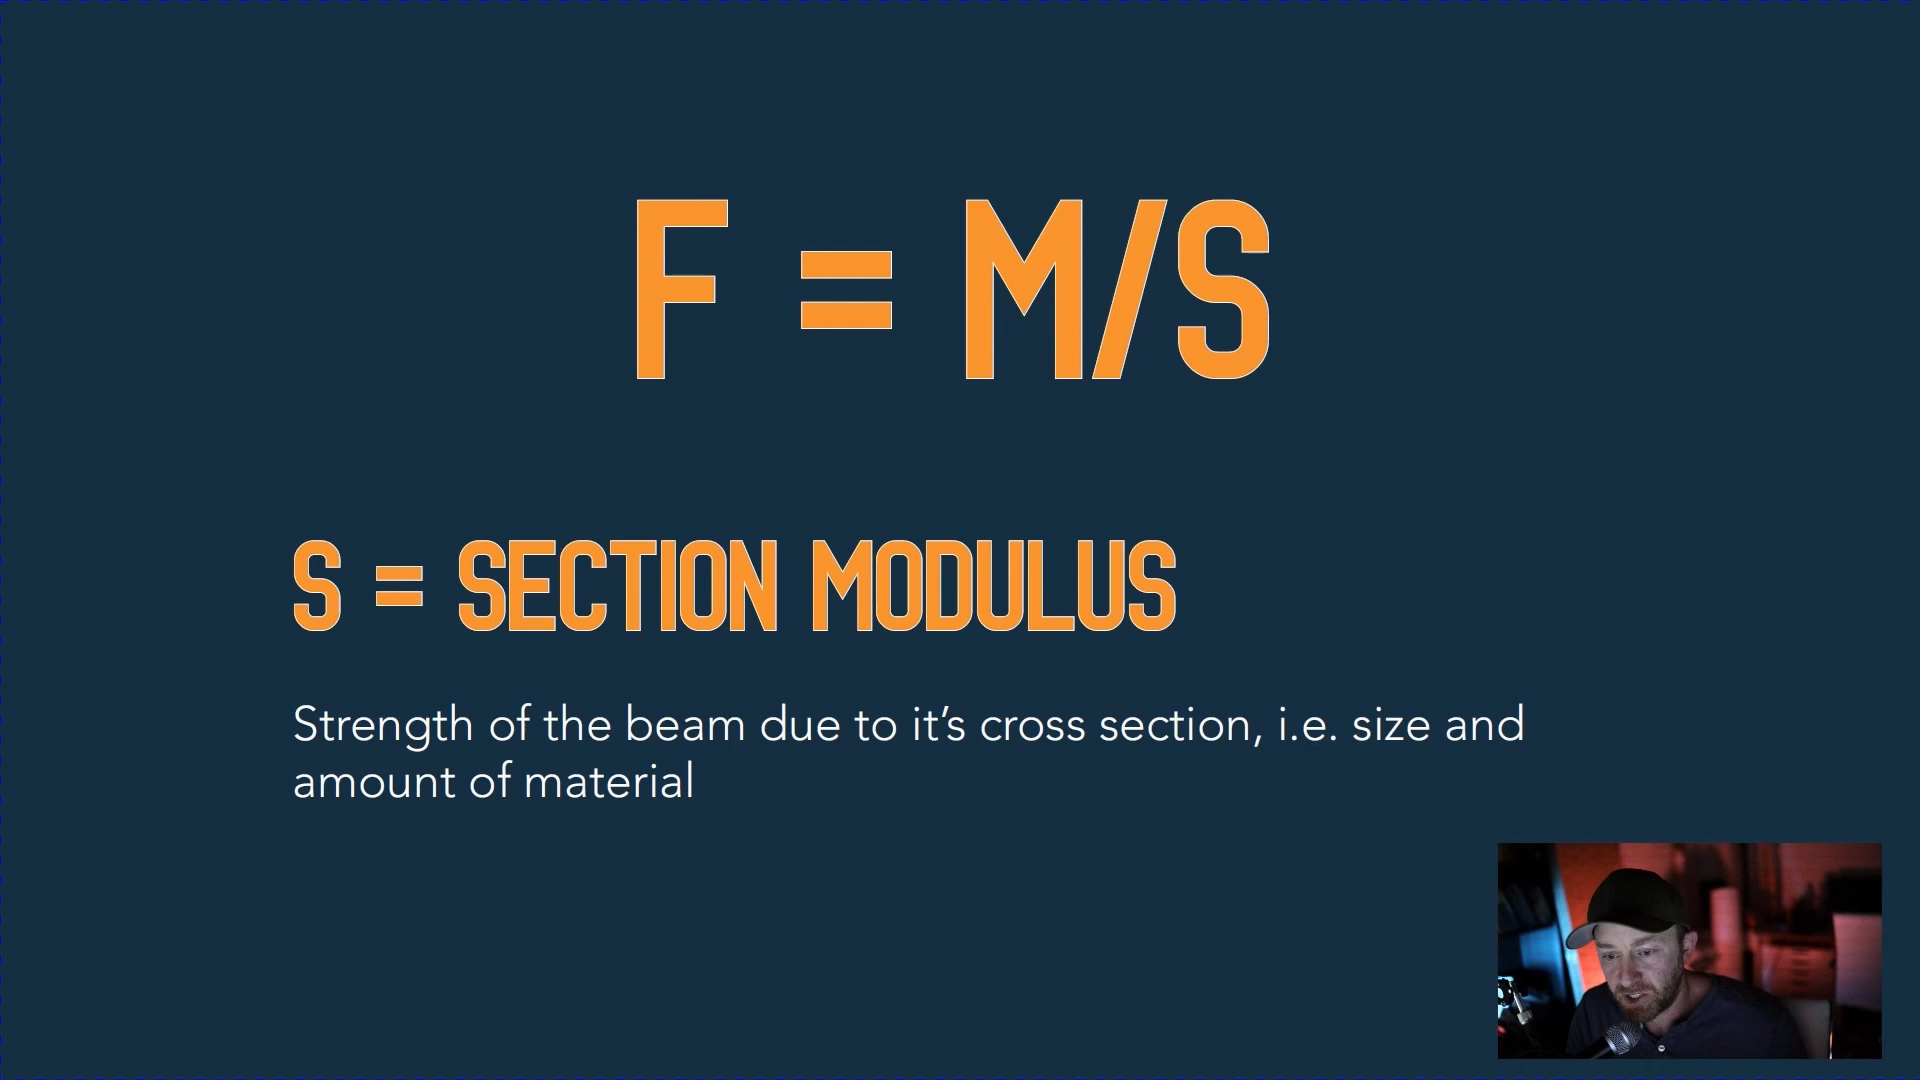 F = M/S
S = SECTION MODULUS
Strength of the beam due to it’s cross section, i.e. size and
amount of material